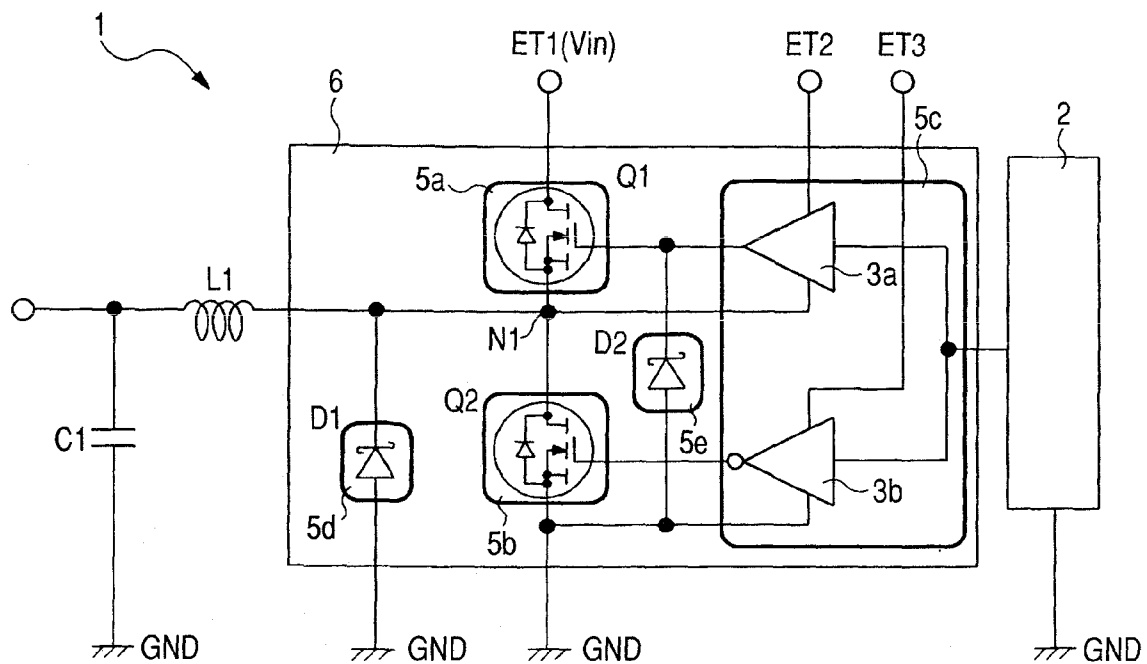 1
ET1(Vin)
ET2
ET3
6
5c
2
5a
Q1
3a
L1
N1
D2
Q2
D1
5e
C1
3b
5d
5b
GND
GND
GND
GND